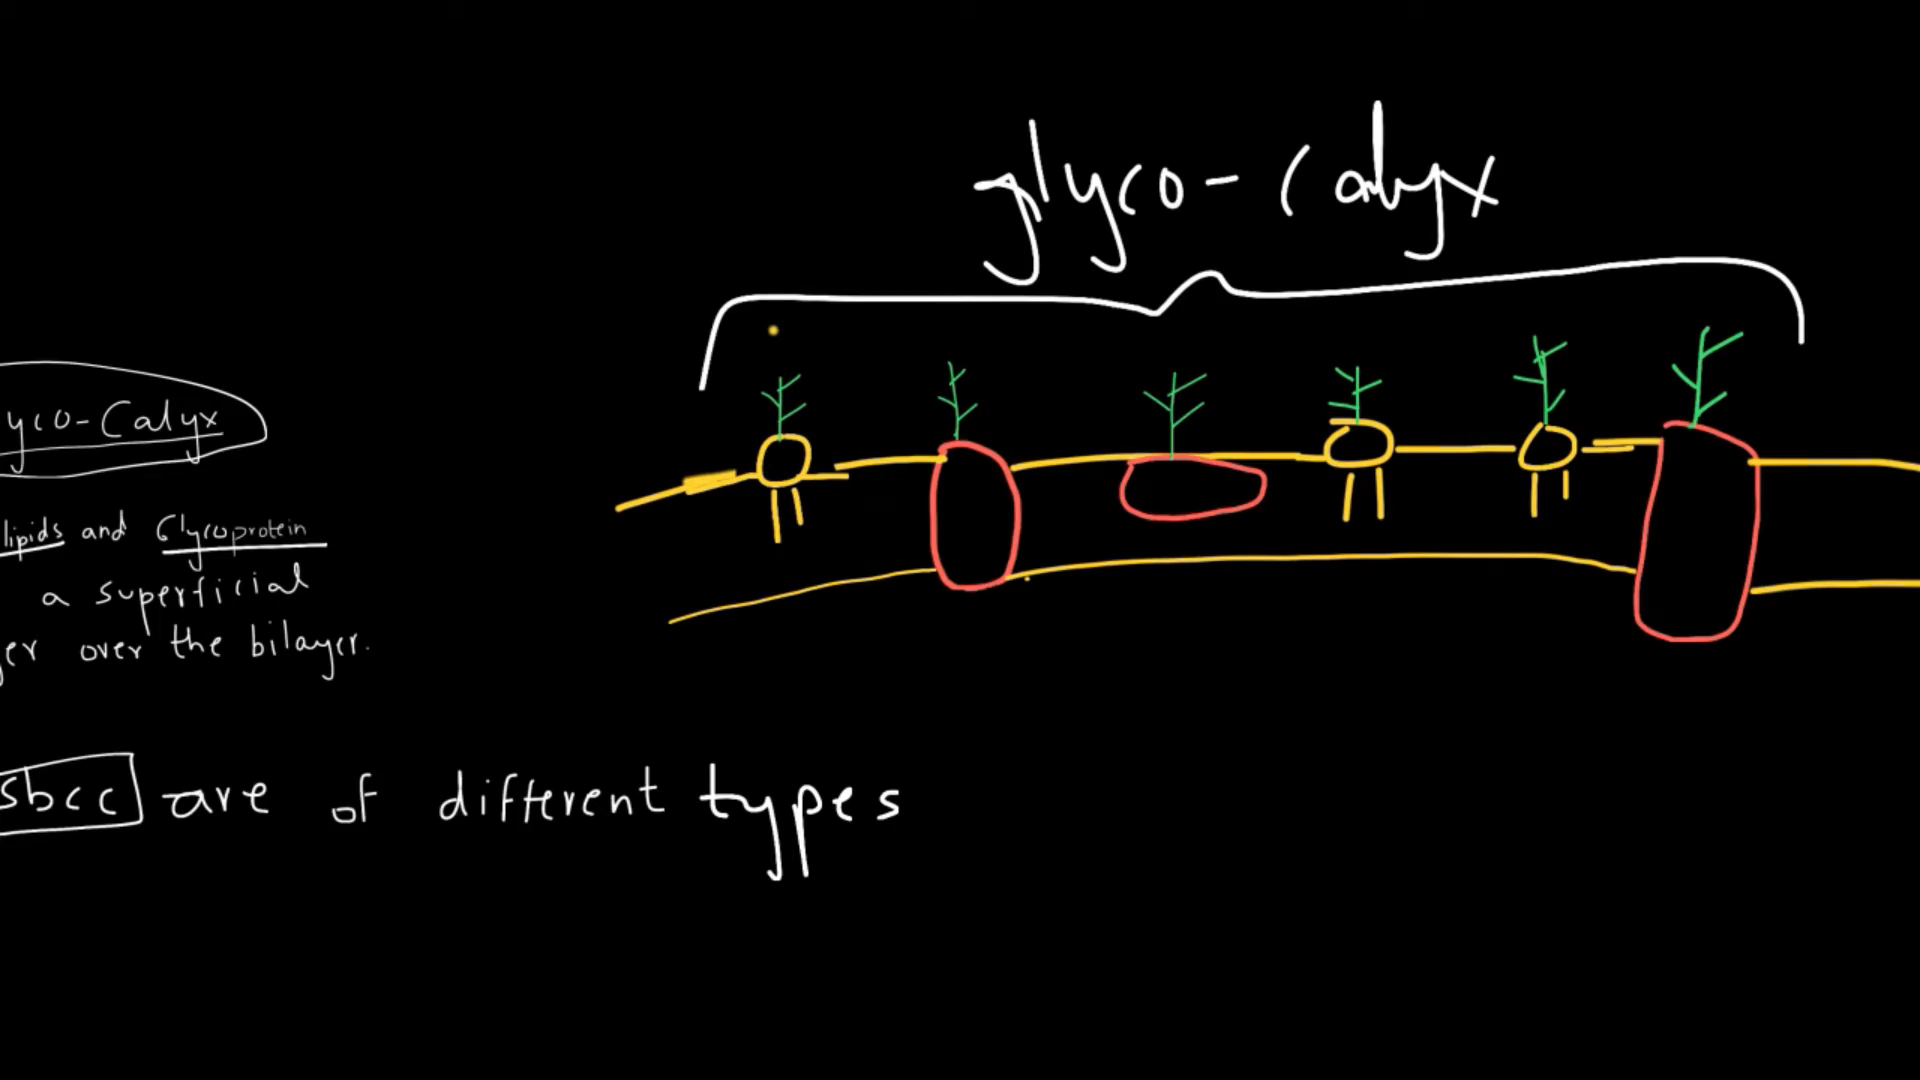 glyco-Calyx
yco-Calyx
lipids and Glycoprotein
a superficial
er over the bilayer.
sbcc are of different types